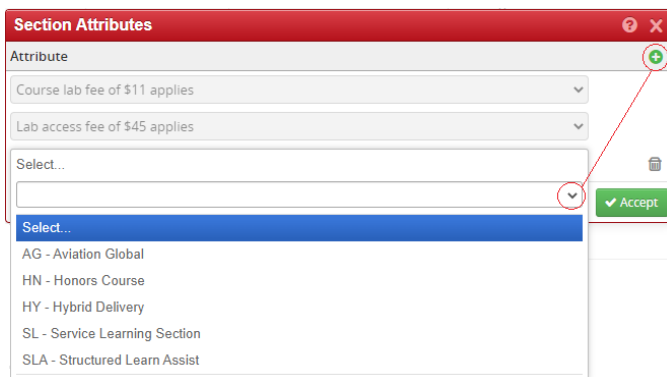 Section Attributes
Attribute
Course lab fee of $11 applies
Lab access fee of $45 applies
Select...
Accept
Select...
AG - Aviation Global
HN - Honors Course
HY - Hybrid Delivery
SL - Service Learning Section
SLA - Structured Learn Assist